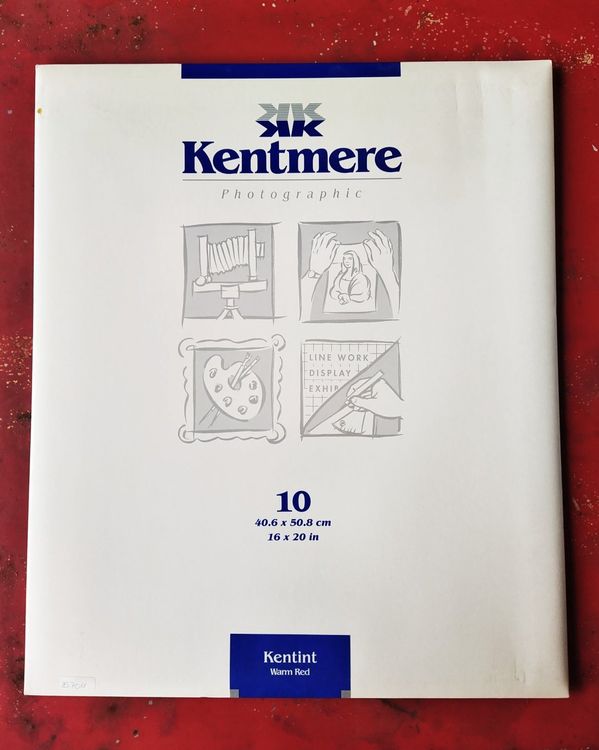 Kentmere
Photographic
LINE WORK
DISPLAY
EXHIB
10
40.6 x 50.8 cm
16 x 20 in
Kentint
Warm Red